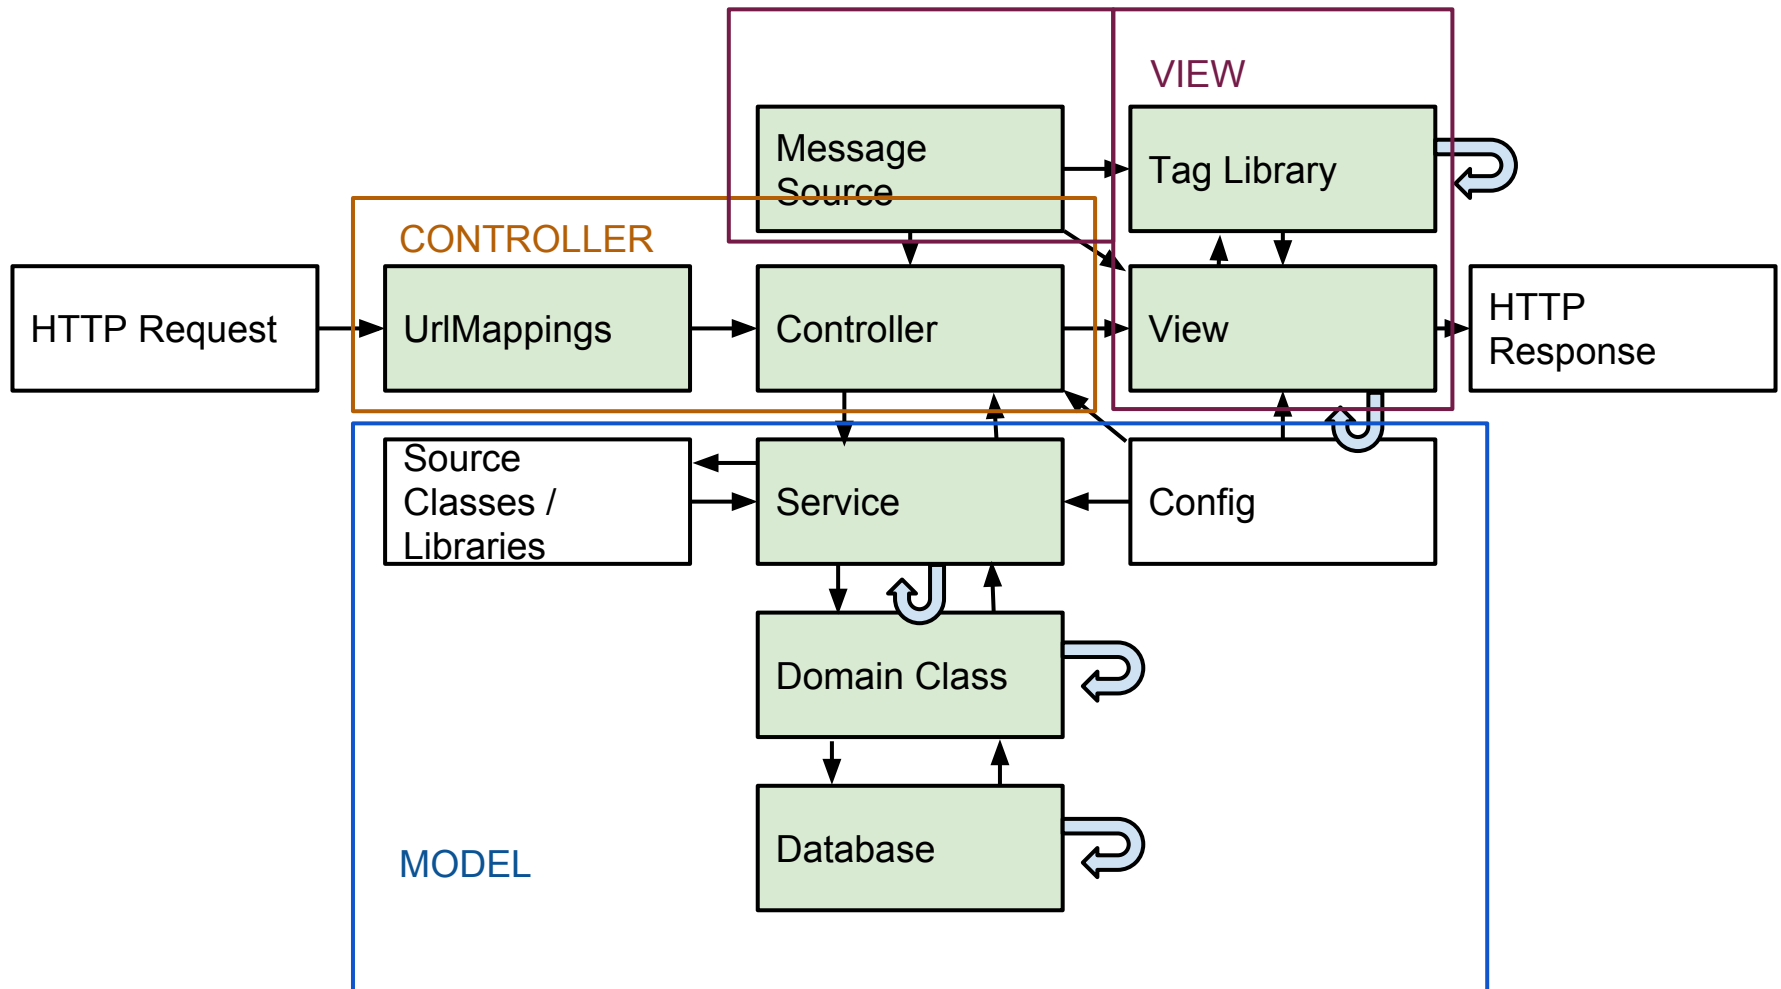 VIEW
Message
Source
Tag Library
CONTROLLER
HTTP Request
UrlMappings
Controller
View
HTTP
Response
Source
Classes /
Libraries
Service
Config
Domain Class
Database
MODEL